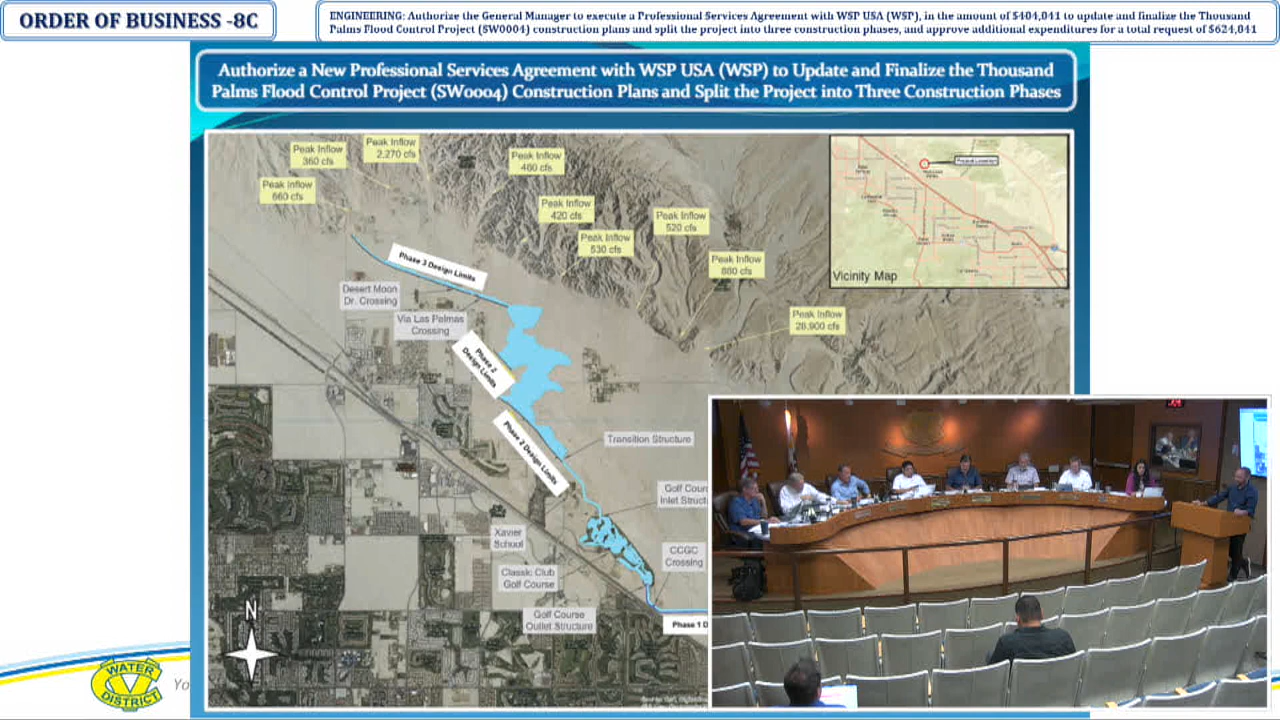 ORDER OF BUSINESS -8C
ENGINEERING: Authorize the General Manager to execute a Professional Services Agreement with WSP USA (WSP), in the amount of $404,041 to update and finalize the Thousand
Palms Flood Control Project (SW0004) construction plans and split the project into three construction phases, and approve additional expenditures for a total request of $624,041
Authorize a New Professional Services Agreement with WSP USA (WSP) to Update and Finalize the Thousand
Palms Flood Control Project (SW0004) Construction Plans and Split the Project into Three Construction Phases
Peak Inflow
360 cfs
Peak Inflow
2,270 cfs
Peak Inflow
460 cfs
Peak Inflow
660 cfs
Peak Inflow
420 cfs
Peak Inflow
530 cfs
Peak Inflow
520 cfs
Peak Inflow
880 cfs
Peak Inflow
28,900 cfs
Project Location
Vicinity Map
Phase 3 Design Limits
Desert Moon
Dr. Crossing
Via Las Palmas
Crossing
Phase 2
Design Limits
Phase 2 Design Limits
Transition Structure
Golf Cour
Inlet Struct
Xavier
School
CCGC
Crossing
Classic Club
Golf Course
Golf Course
Outlet Structure
Phase 1 D
N
WATER
DISTRICT
Yo